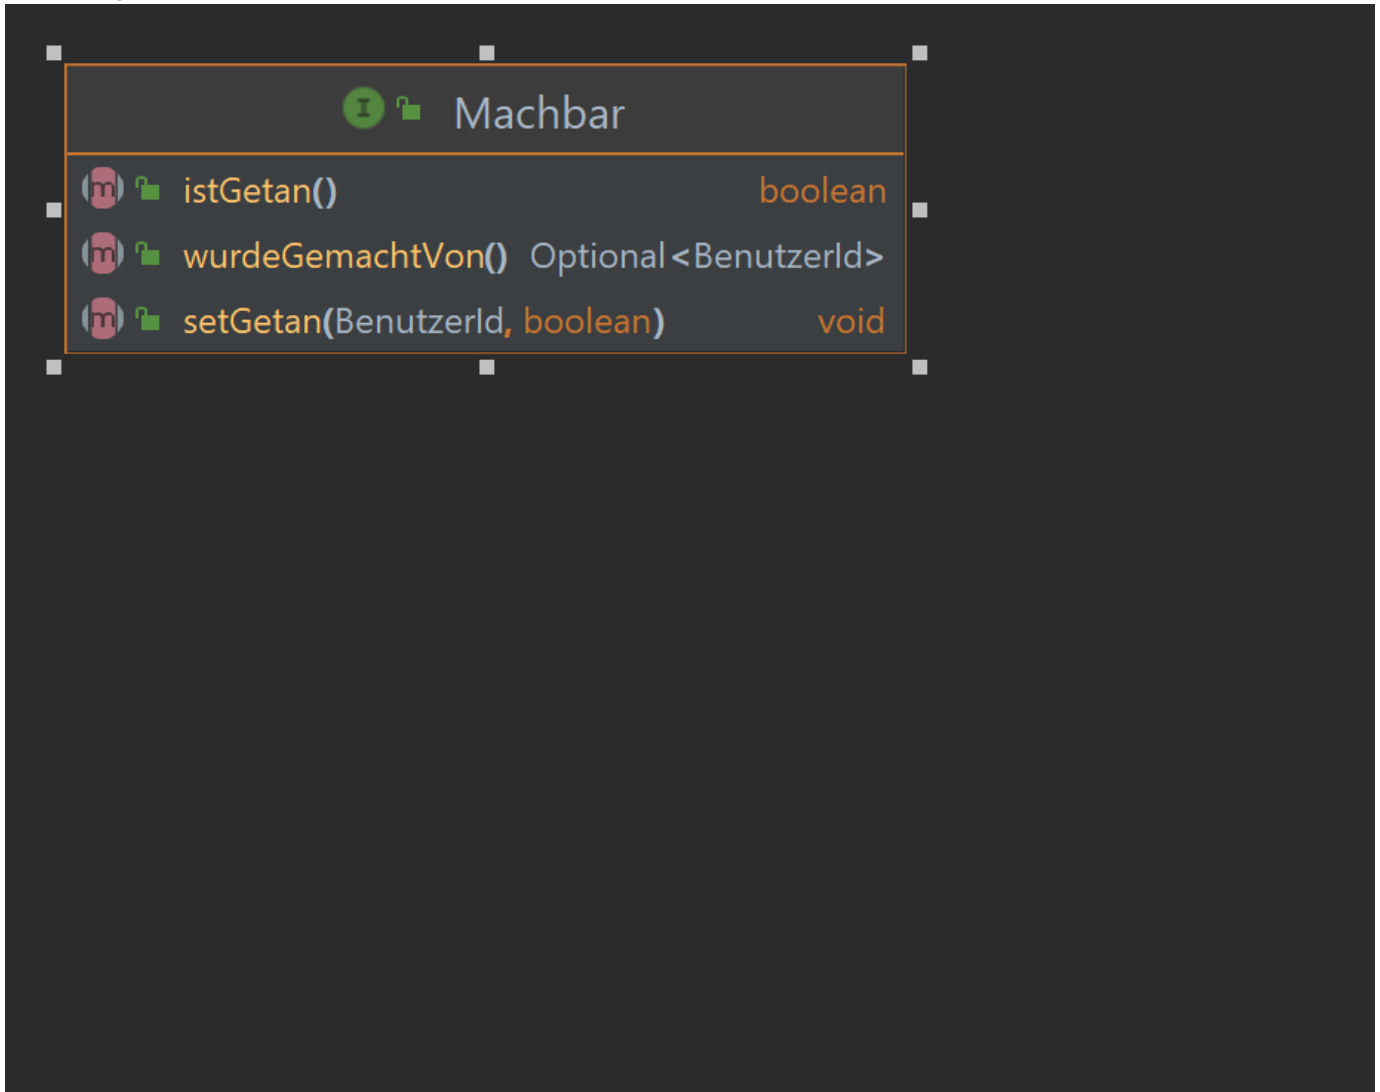 Machbar
istGetan() boolean
wurdeGemachtVon() Optional<BenutzerId>
setGetan(BenutzerId, boolean) void